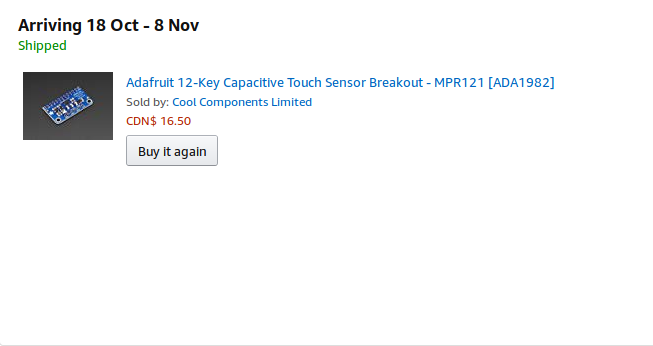 Arriving 18 Oct - 8 Nov
Shipped
Adafruit 12-Key Capacitive Touch Sensor Breakout - MPR121 [ADA1982]
Sold by: Cool Components Limited
CDN$ 16.50
Buy it again